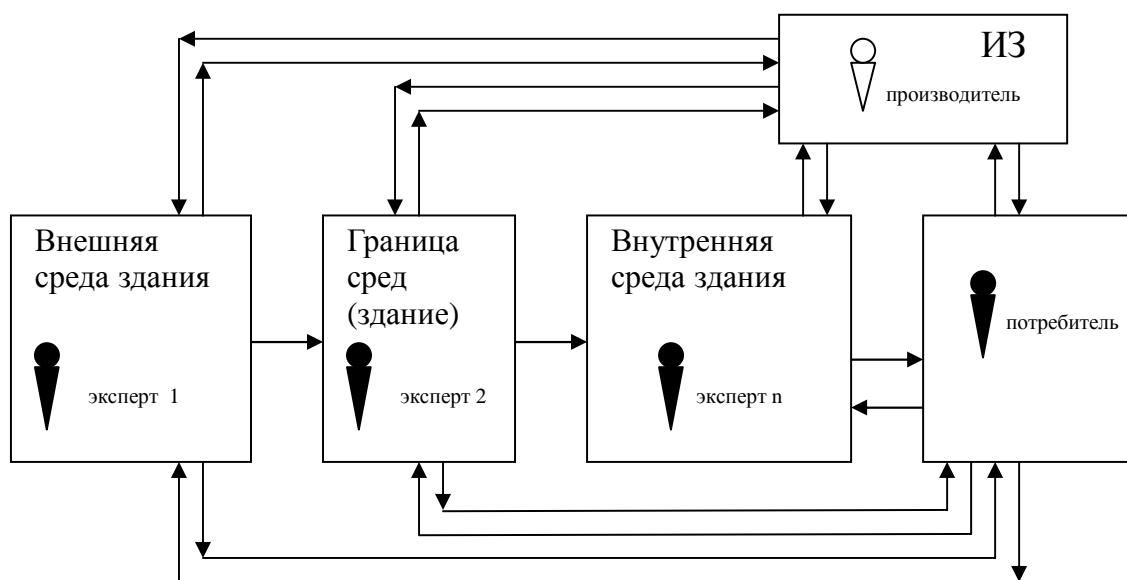 ИЗ
производитель
Внешняя
среда здания
эксперт 1
Граница
сред
(здание)
эксперт 2
Внутренняя
среда здания
эксперт n
потребитель